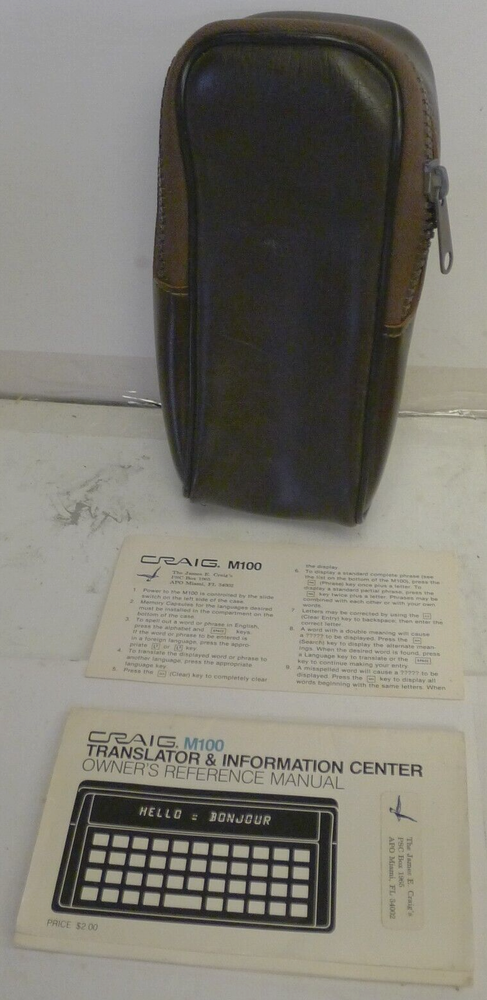 CRAIG. M100
The James E. Craig's
PSC Box 1965
APO Miami, FL 34002
1. Power to the M100 is controlled by the slide
switch on the left side of the case.
2. Memory Capsules for the languages desired
must be installed in the compartment on the
bottom of the case.
3. To spell out a word or phrase in English,
press the alphabet and keys.
If the word or phrase to be entered is
in a foreign language, press the appro-
priate or key.
4. To translate the displayed word or phrase to
another language, press the appropriate
language key.
5. Press the (Clear) key to completely clear
the display.
6. To display a standard complete phrase (see
the list on the bottom of the M100), press the
(Phrase) key once plus a letter. To
display a standard partial phrase, press the
key twice plus a letter. Phrases may be
combined with each other or with your own
words.
7. Letters may be corrected by using the
(Clear Entry) key to backspace, then enter the
correct letter.
8. A word with a double meaning will cause
a ????? to be displayed. Press the
(Search) key to display the alternate mean-
ings. When the desired word is found, press
a Language key to translate or the
key to continue making your entry.
9. A misspelled word will cause a ????? to be
displayed. Press the key to display all
words beginning with the same letters. When
CRAIG. M100
TRANSLATOR & INFORMATION CENTER
OWNER'S REFERENCE MANUAL
HELLO = BONJOUR
The James E. Craig's
PSC Box 1965
APO Miami, FL 34002
PRICE $2.00